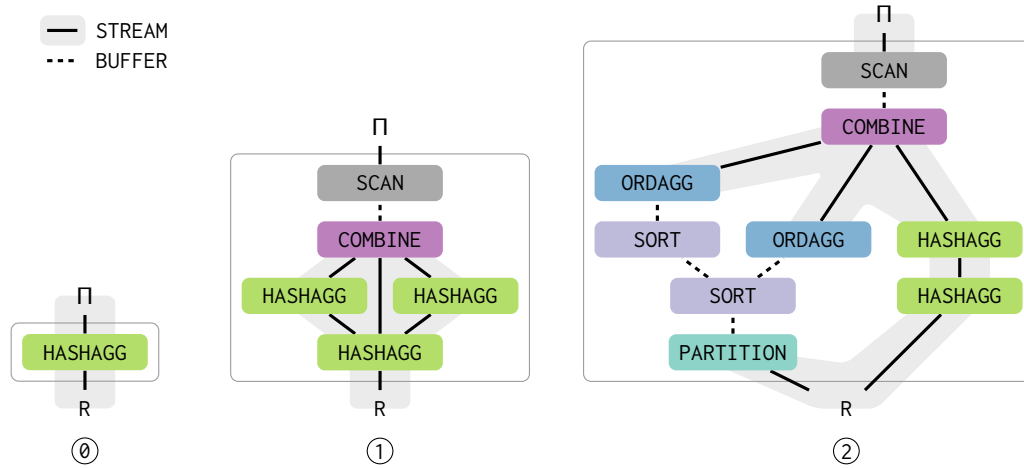 STREAM
BUFFER
Π
HASHAGG
R
⓪
Π
SCAN
COMBINE
HASHAGG HASHAGG
HASHAGG
R
①
Π
SCAN
COMBINE
ORDAGG
SORT ORDAGG HASHAGG
SORT HASHAGG
PARTITION
R
②